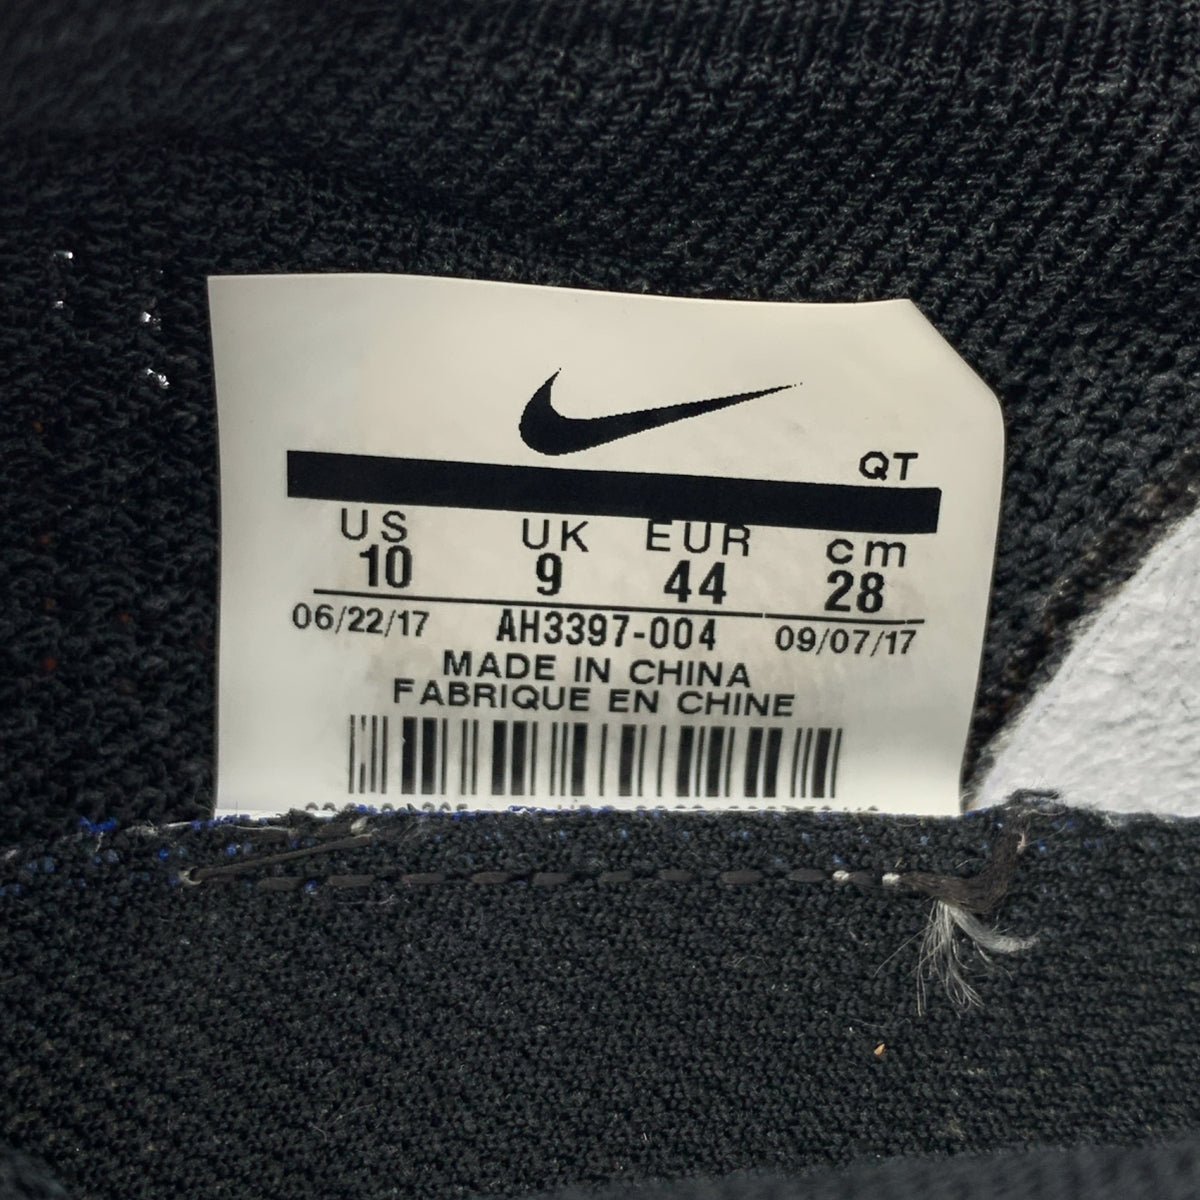 QT
US UK EUR cm
10 9 44 28
06/22/17 AH3397-004 09/07/17
MADE IN CHINA
FABRIQUE EN CHINE